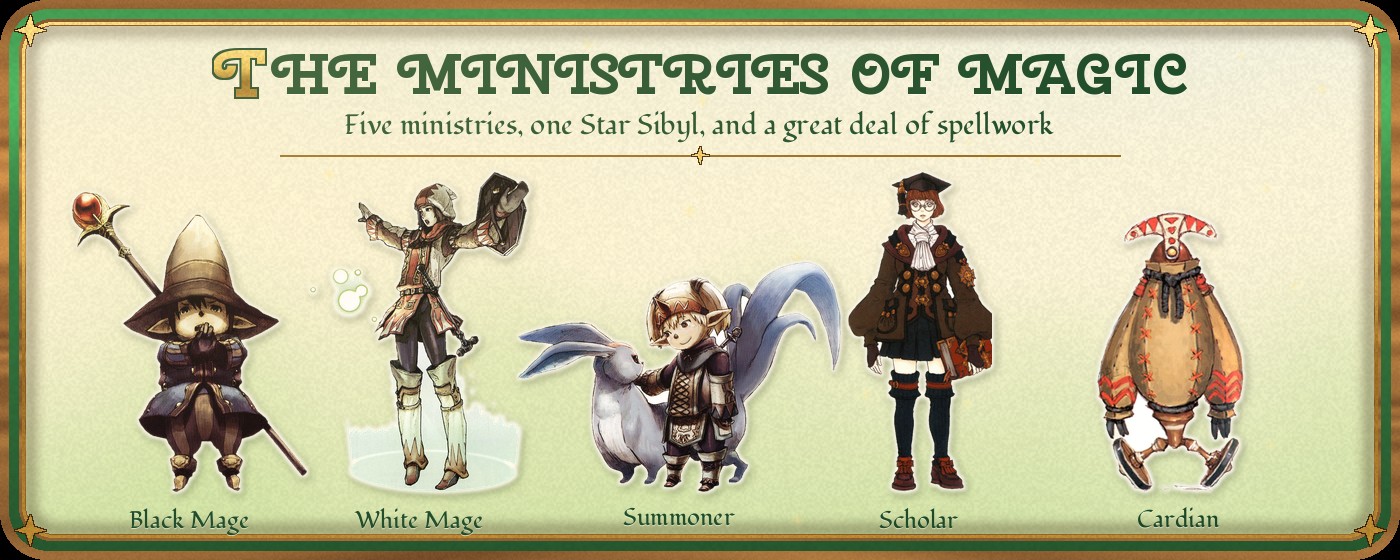 THE MINISTRIES OF MAGIC
Five ministries, one Star Sibyl, and a great deal of spellwork
Black Mage
White Mage
Summoner
Scholar
Cardian